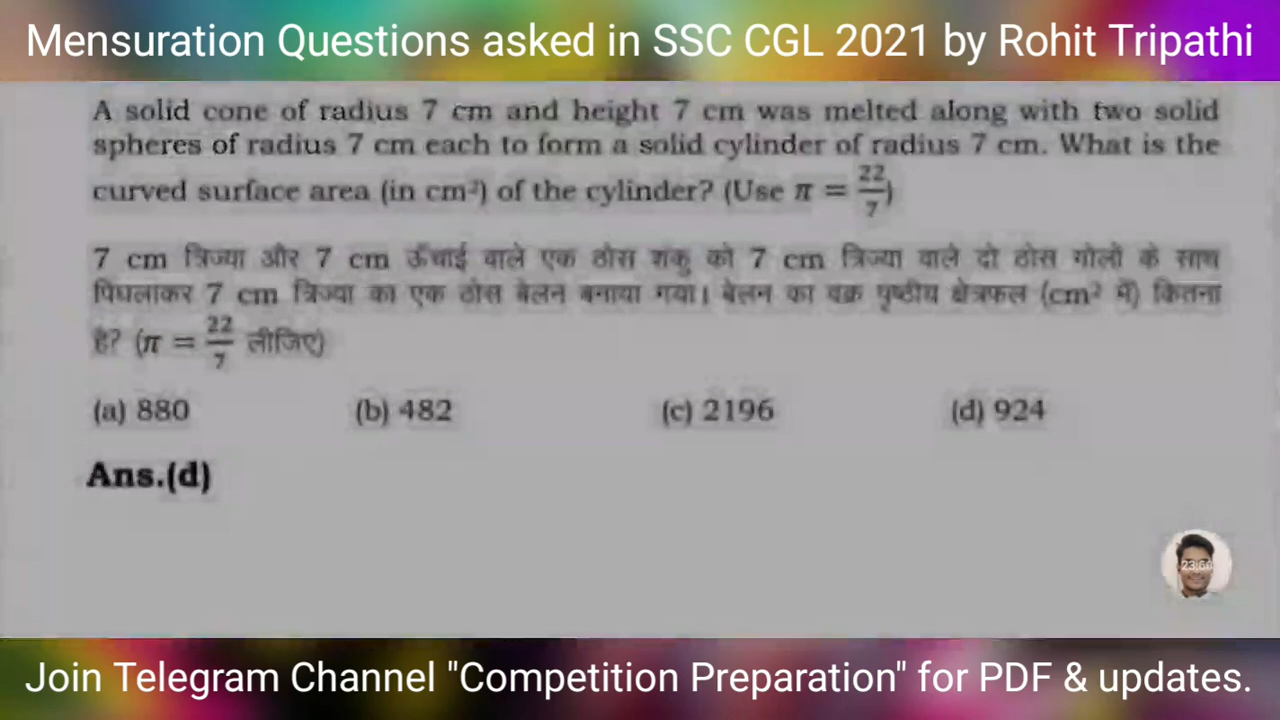 Mensuration Questions asked in SSC CGL 2021 by Rohit Tripathi
A solid cone of radius 7 cm and height 7 cm was melted along with two solid
spheres of radius 7 cm each to form a solid cylinder of radius 7 cm. What is the
curved surface area (in cm²) of the cylinder? (Use π = 22/7)
7 cm त्रिज्या और 7 cm ऊँचाई वाले एक ठोस शंकु को 7 cm त्रिज्या वाले दो ठोस गोलों के साथ
पिघलाकर 7 cm त्रिज्या का एक ठोस बेलन बनाया गया। बेलन का वक्र पृष्ठीय क्षेत्रफल (cm² में) कितना
है? (π = 22/7 लीजिए)
(a) 880 (b) 482 (c) 2196 (d) 924
Ans.(d)
Join Telegram Channel "Competition Preparation" for PDF & updates.